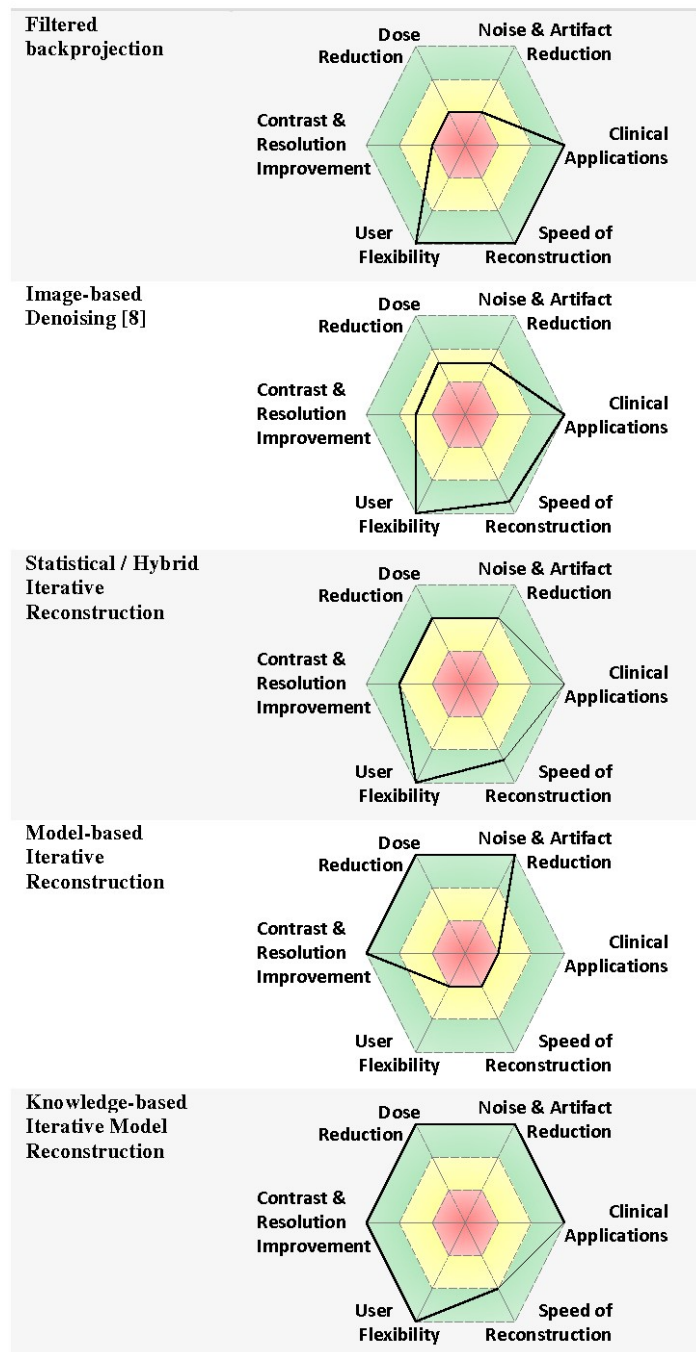 Filtered
backprojection
Dose
Reduction
Noise & Artifact
Reduction
Contrast &
Resolution
Improvement
Clinical
Applications
User
Flexibility
Speed of
Reconstruction
Image-based
Denoising [8]
Dose
Reduction
Noise & Artifact
Reduction
Contrast &
Resolution
Improvement
Clinical
Applications
User
Flexibility
Speed of
Reconstruction
Statistical / Hybrid
Iterative
Reconstruction
Dose
Reduction
Noise & Artifact
Reduction
Contrast &
Resolution
Improvement
Clinical
Applications
User
Flexibility
Speed of
Reconstruction
Model-based
Iterative
Reconstruction
Dose
Reduction
Noise & Artifact
Reduction
Contrast &
Resolution
Improvement
Clinical
Applications
User
Flexibility
Speed of
Reconstruction
Knowledge-based
Iterative Model
Reconstruction
Dose
Reduction
Noise & Artifact
Reduction
Contrast &
Resolution
Improvement
Clinical
Applications
User
Flexibility
Speed of
Reconstruction